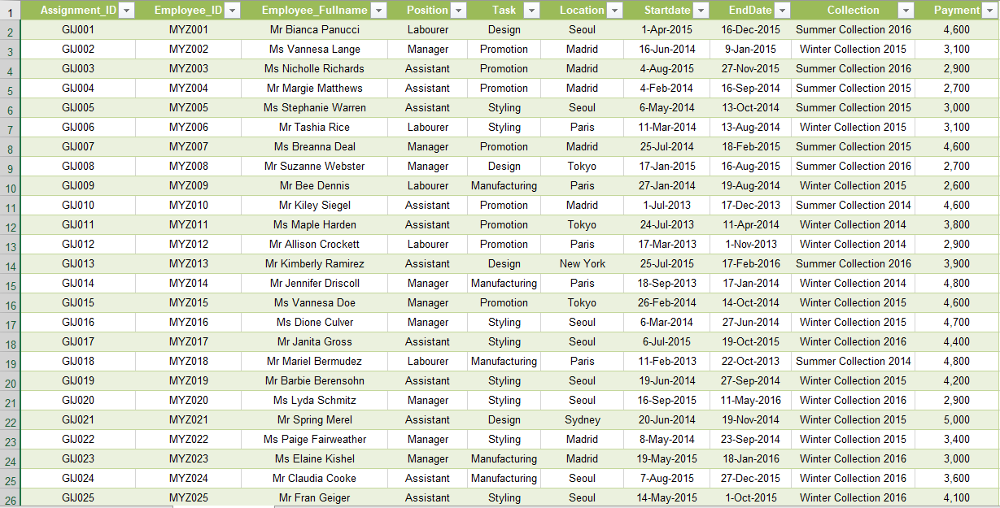 1 Assignment_ID Employee_ID Employee_Fullname Position Task Location Startdate EndDate Collection Payment
2 GIJ001 MYZ001 Mr Bianca Panucci Labourer Design Seoul 1-Apr-2015 16-Dec-2015 Summer Collection 2016 4,600
3 GIJ002 MYZ002 Ms Vannesa Lange Manager Promotion Madrid 16-Jun-2014 9-Jan-2015 Winter Collection 2015 3,100
4 GIJ003 MYZ003 Ms Nicholle Richards Assistant Promotion Madrid 4-Aug-2015 27-Nov-2015 Summer Collection 2016 2,900
5 GIJ004 MYZ004 Mr Margie Matthews Assistant Promotion Madrid 4-Feb-2014 16-Sep-2014 Summer Collection 2015 2,700
6 GIJ005 MYZ005 Ms Stephanie Warren Assistant Styling Seoul 6-May-2014 13-Oct-2014 Summer Collection 2015 3,000
7 GIJ006 MYZ006 Mr Tashia Rice Labourer Styling Paris 11-Mar-2014 13-Aug-2014 Winter Collection 2015 3,100
8 GIJ007 MYZ007 Ms Breanna Deal Manager Promotion Madrid 25-Jul-2014 18-Feb-2015 Summer Collection 2015 4,600
9 GIJ008 MYZ008 Mr Suzanne Webster Manager Design Tokyo 17-Jan-2015 16-Aug-2015 Summer Collection 2016 2,700
10 GIJ009 MYZ009 Mr Bee Dennis Labourer Manufacturing Paris 27-Jan-2014 19-Aug-2014 Winter Collection 2015 2,600
11 GIJ010 MYZ010 Mr Kiley Siegel Assistant Promotion Madrid 1-Jul-2013 17-Dec-2013 Summer Collection 2014 4,600
12 GIJ011 MYZ011 Ms Maple Harden Assistant Promotion Tokyo 24-Jul-2013 11-Apr-2014 Winter Collection 2014 3,800
13 GIJ012 MYZ012 Mr Allison Crockett Labourer Promotion Paris 17-Mar-2013 1-Nov-2013 Winter Collection 2014 2,900
14 GIJ013 MYZ013 Mr Kimberly Ramirez Assistant Design New York 25-Jul-2015 17-Feb-2016 Summer Collection 2016 3,900
15 GIJ014 MYZ014 Mr Jennifer Driscoll Manager Manufacturing Paris 18-Sep-2013 17-Jan-2014 Winter Collection 2014 4,800
16 GIJ015 MYZ015 Ms Vannesa Doe Manager Promotion Tokyo 26-Feb-2014 14-Oct-2014 Winter Collection 2015 4,600
17 GIJ016 MYZ016 Ms Dione Culver Manager Styling Seoul 6-Mar-2014 27-Jun-2014 Winter Collection 2015 4,700
18 GIJ017 MYZ017 Mr Janita Gross Assistant Styling Seoul 6-Jul-2015 19-Oct-2015 Winter Collection 2016 4,400
19 GIJ018 MYZ018 Mr Mariel Bermudez Labourer Manufacturing Paris 11-Feb-2013 22-Oct-2013 Summer Collection 2014 4,800
20 GIJ019 MYZ019 Mr Barbie Berensohn Assistant Styling Seoul 19-Jun-2014 27-Sep-2014 Winter Collection 2015 4,200
21 GIJ020 MYZ020 Ms Lyda Schmitz Manager Styling Seoul 16-Sep-2015 11-May-2016 Winter Collection 2016 2,900
22 GIJ021 MYZ021 Mr Spring Merel Assistant Design Sydney 20-Jun-2014 19-Nov-2014 Winter Collection 2015 5,000
23 GIJ022 MYZ022 Ms Paige Fairweather Manager Styling Madrid 8-May-2014 23-Sep-2014 Winter Collection 2015 3,400
24 GIJ023 MYZ023 Ms Elaine Kishel Manager Manufacturing Madrid 19-May-2015 18-Jan-2016 Winter Collection 2016 3,000
25 GIJ024 MYZ024 Mr Claudia Cooke Assistant Manufacturing Seoul 7-Aug-2015 27-Dec-2015 Winter Collection 2016 3,600
26 GIJ025 MYZ025 Mr Fran Geiger Assistant Styling Seoul 14-May-2015 1-Oct-2015 Winter Collection 2016 4,100